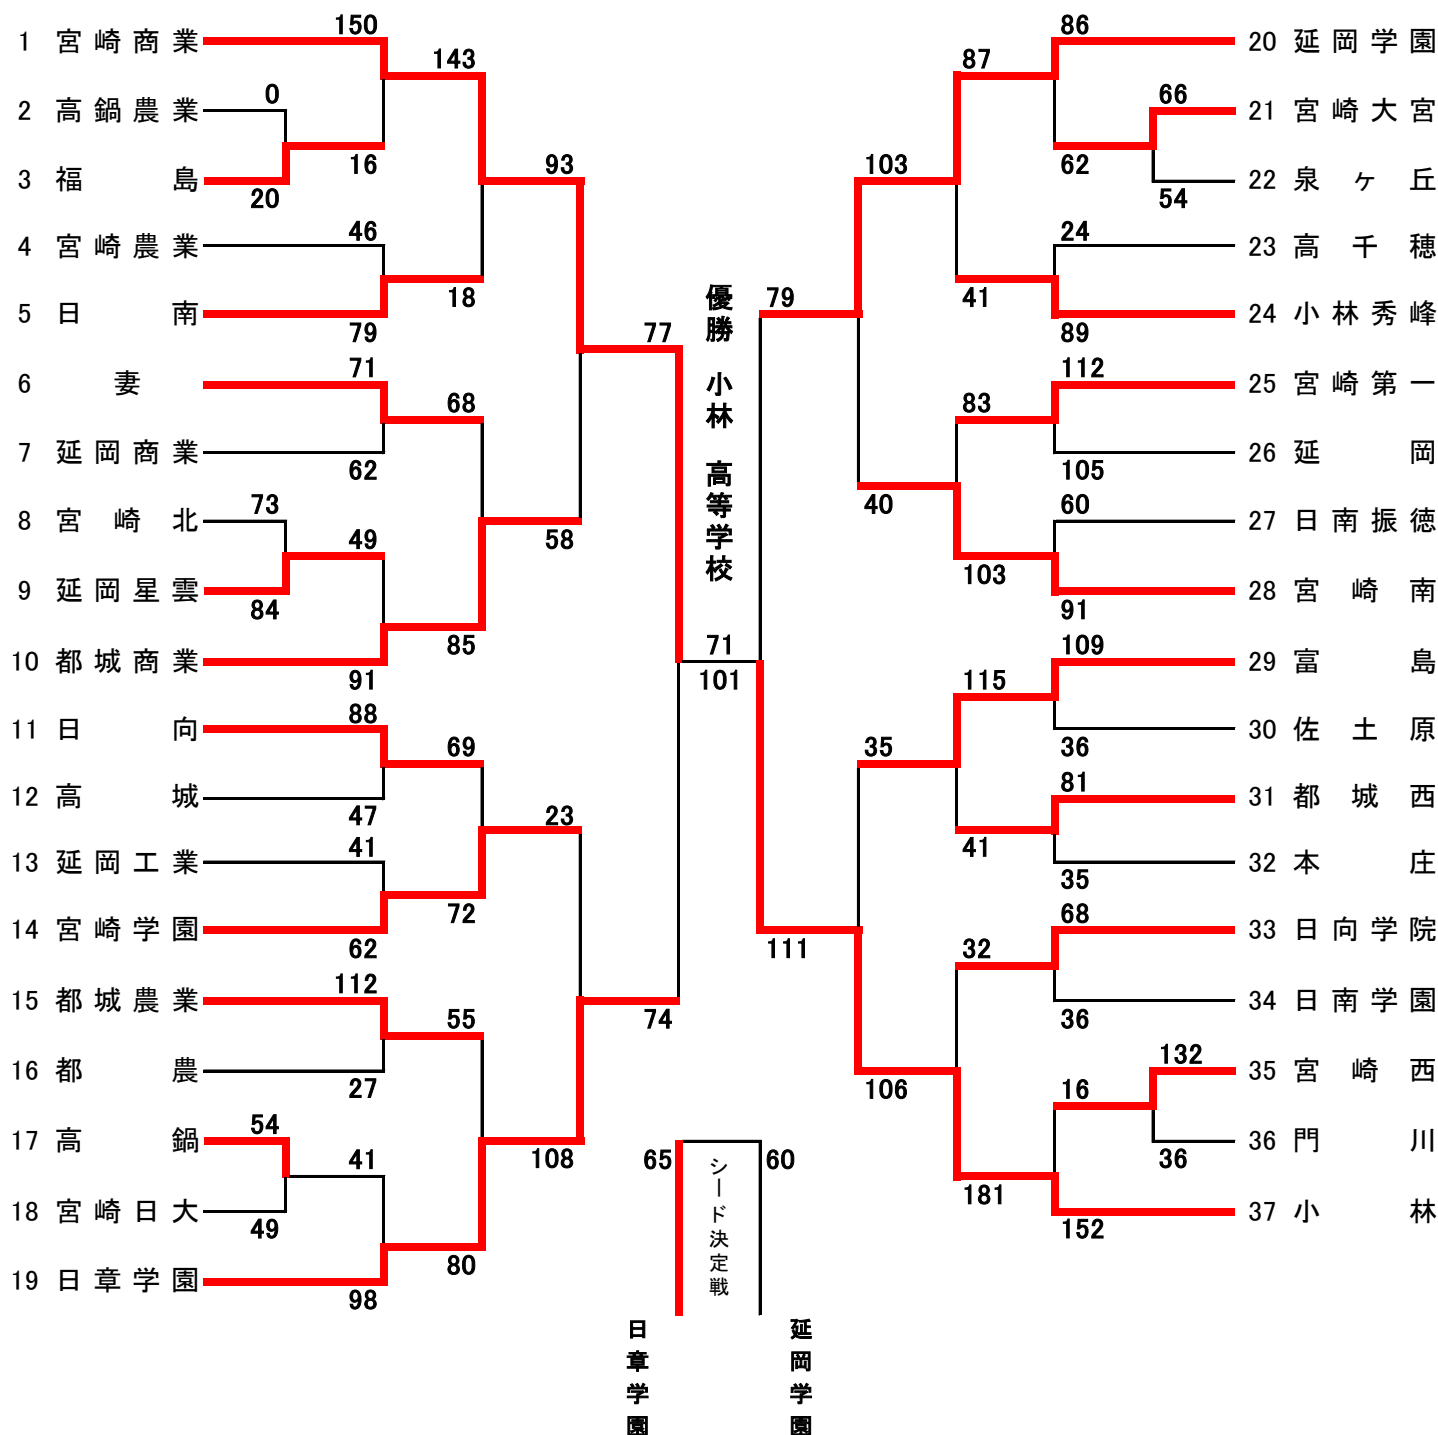 1 宮崎商業
2 高鍋農業
3 福島
4 宮崎農業
5 日南
6 妻
7 延岡商業
8 宮崎北
9 延岡星雲
10 都城商業
11 日向
12 高城
13 延岡工業
14 宮崎学園
15 都城農業
16 都農
17 高鍋
18 宮崎日大
19 日章学園
0
20
73
84
54
49
150
16
46
79
71
62
49
91
88
47
41
62
112
27
41
98
143
18
68
85
69
72
55
80
93
58
23
108
77
74
優勝 小林 高等学校
71
101
79
111
103
40
35
106
87
41
83
103
115
41
32
181
86
62
24
89
112
105
60
91
109
36
81
35
68
36
16
152
66
54
132
36
20 延岡学園
21 宮崎大宮
22 泉ヶ丘
23 高千穂
24 小林秀峰
25 宮崎第一
26 延岡
27 日南振徳
28 宮崎南
29 富島
30 佐土原
31 都城西
32 本庄
33 日向学院
34 日南学園
35 宮崎西
36 門川
37 小林
65
シード決定戦
60
日章学園
延岡学園